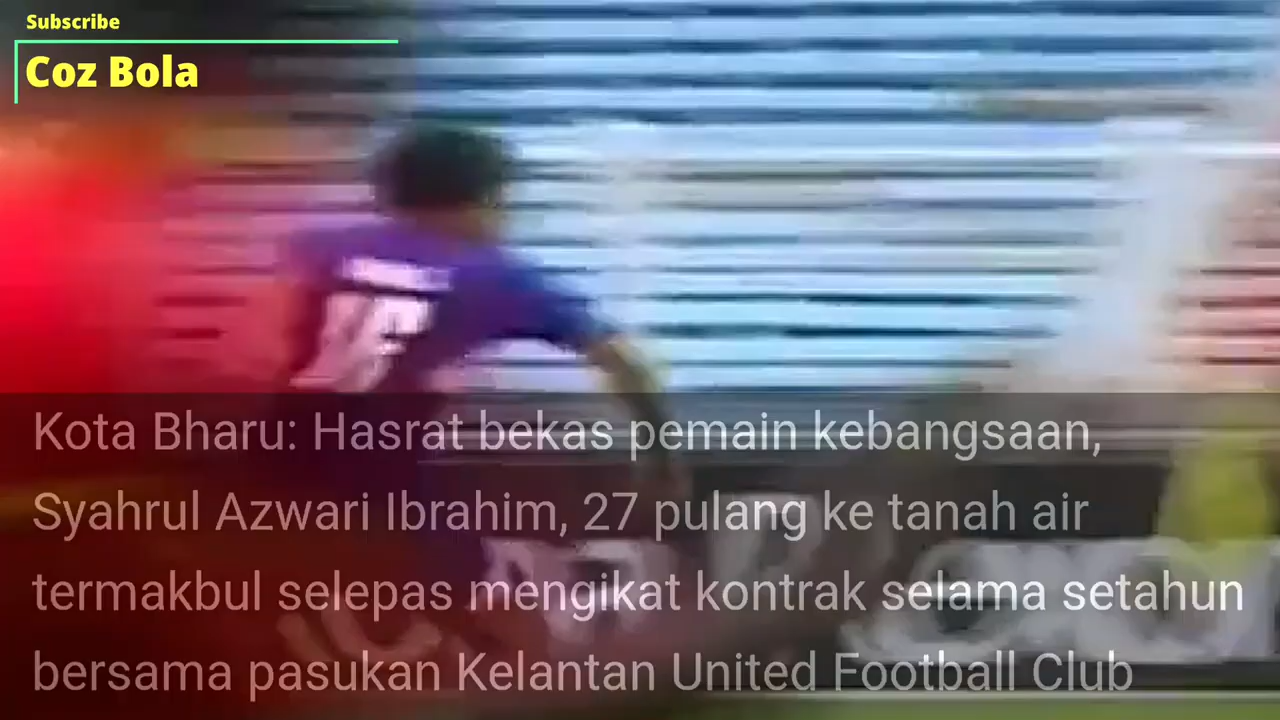 Subscribe
Coz Bola
Kota Bharu: Hasrat bekas pemain kebangsaan,
Syahrul Azwari Ibrahim, 27 pulang ke tanah air
termakbul selepas mengikat kontrak selama setahun
bersama pasukan Kelantan United Football Club